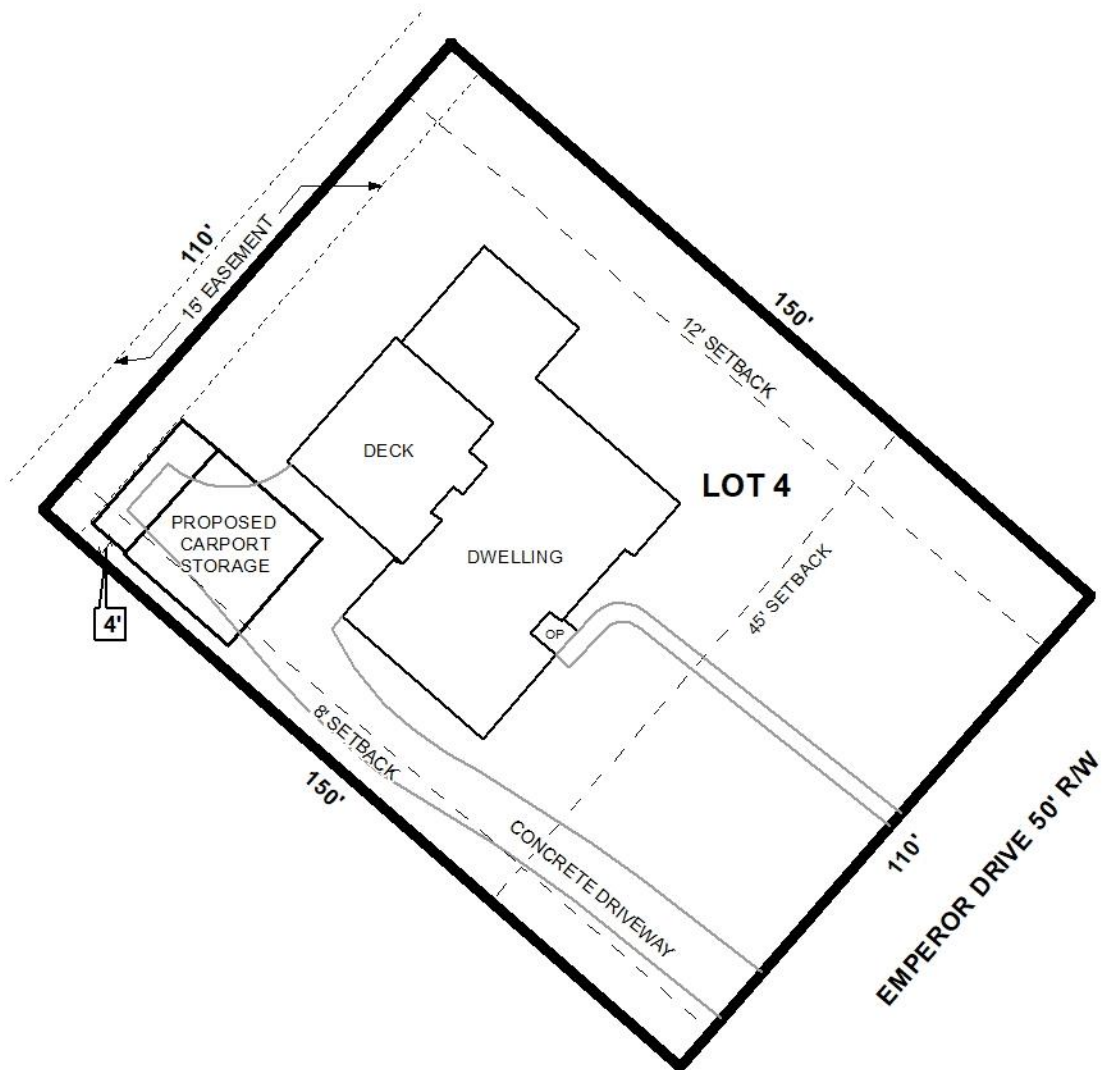 110'
15' EASEMENT
150'
12' SETBACK
DECK
LOT 4
PROPOSED
CARPORT
STORAGE
DWELLING
45' SETBACK
4'
OP
8' SETBACK
150'
CONCRETE DRIVEWAY
110'
EMPEROR DRIVE 50' R/W